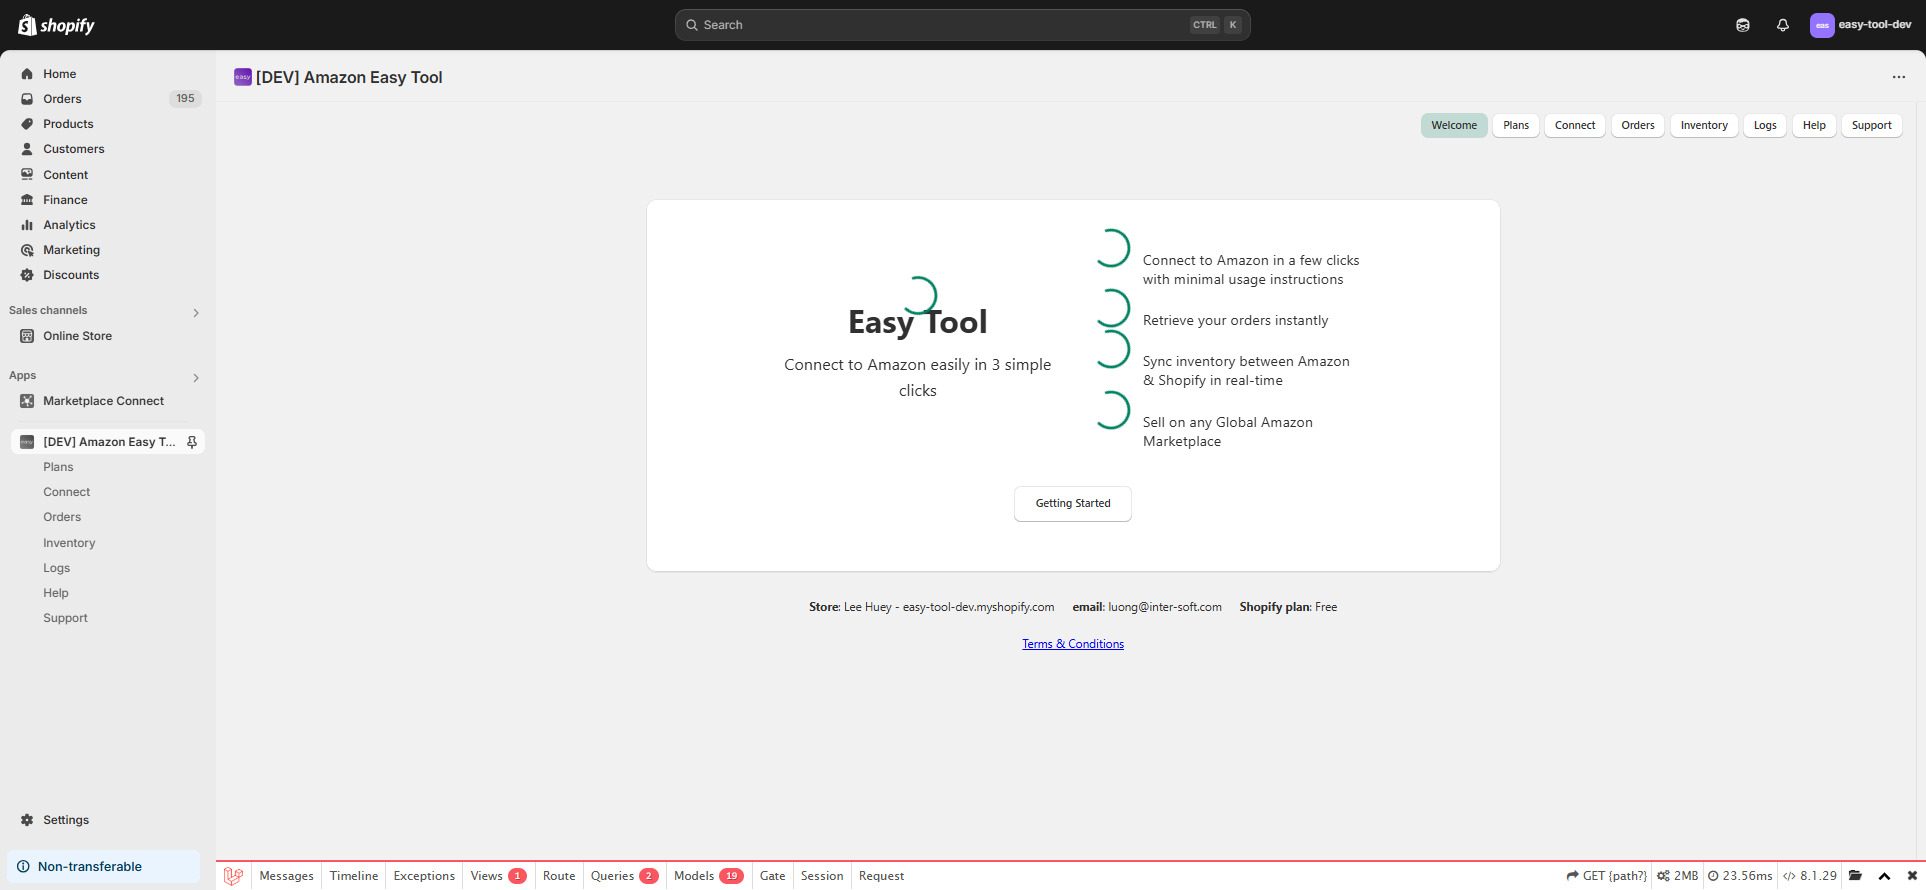 shopify
Search
CTRL K
eas
easy-tool-dev
Home
Orders 195
Products
Customers
Content
Finance
Analytics
Marketing
Discounts
Sales channels
Online Store
Apps
Marketplace Connect
easy [DEV] Amazon Easy T...
Plans
Connect
Orders
Inventory
Logs
Help
Support
Settings
Non-transferable
easy [DEV] Amazon Easy Tool
Welcome Plans Connect Orders Inventory Logs Help Support
Easy Tool
Connect to Amazon easily in 3 simple
clicks
Connect to Amazon in a few clicks
with minimal usage instructions
Retrieve your orders instantly
Sync inventory between Amazon
& Shopify in real-time
Sell on any Global Amazon
Marketplace
Getting Started
Store: Lee Huey - easy-tool-dev.myshopify.com email: luong@inter-soft.com Shopify plan: Free
Terms & Conditions
Messages Timeline Exceptions Views 1 Route Queries 2 Models 19 Gate Session Request GET {path?} 2MB 23.56ms 8.1.29